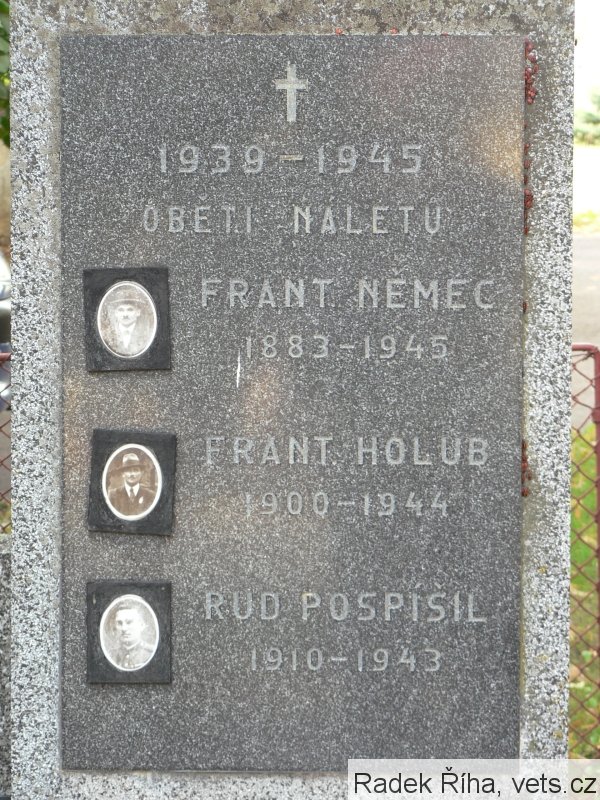 1939 – 1945
OBĚTI NÁLETU
FRANT. NĚMEC
1883 – 1945
FRANT. HOLUB
1900 – 1944
RUD POSPÍŠIL
1910 – 1943
Radek Říha, vets.cz